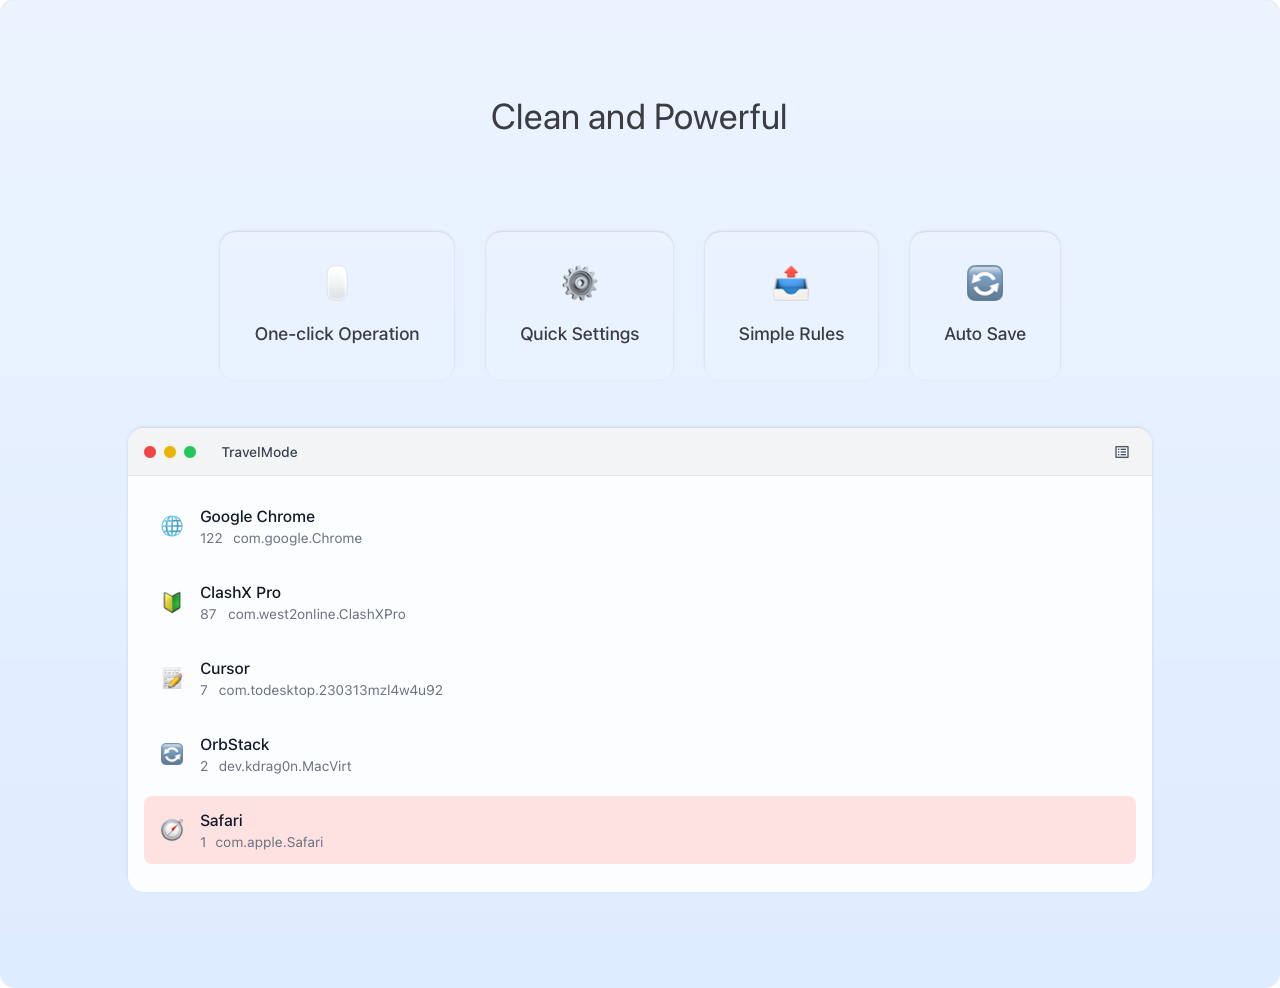 Clean and Powerful
One-click Operation
Quick Settings
Simple Rules
Auto Save
TravelMode
Google Chrome
122 com.google.Chrome
ClashX Pro
87 com.west2online.ClashXPro
Cursor
7 com.todesktop.230313mzl4w4u92
OrbStack
2 dev.kdrag0n.MacVirt
Safari
1 com.apple.Safari